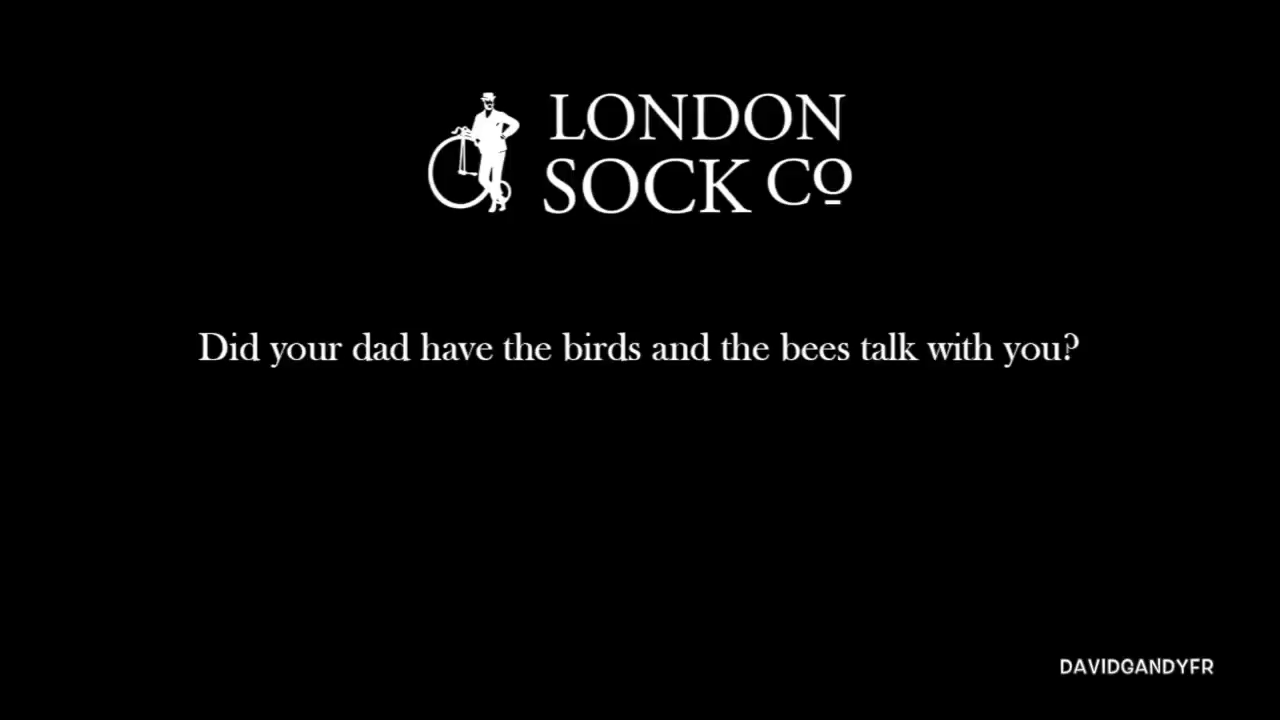 LONDON
SOCK Cº
Did your dad have the birds and the bees talk with you?
DAVIDGANDYFR